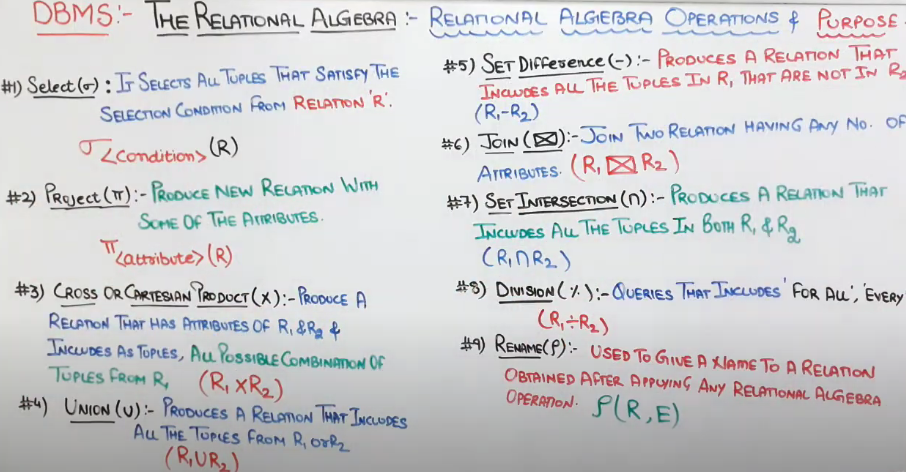 DBMS:- THE RELATIONAL ALGEBRA:- RELATIONAL ALGEBRA OPERATIONS & PURPOSE.
#1) Select(σ): IT SELECTS ALL TUPLES THAT SATISFY THE
SELECTION CONDITION FROM RELATION 'R'.
σ<condition>(R)
#2) Project(π):- PRODUCE NEW RELATION WITH
SOME OF THE ATTRIBUTES.
π<attribute>(R)
#3) CROSS OR CARTESIAN PRODUCT(X):- PRODUCE A
RELATION THAT HAS ATTRIBUTES OF R₁ & R₂ &
INCLUDES AS TUPLES, ALL POSSIBLE COMBINATION OF
TUPLES FROM R₁ (R₁ X R₂)
#4) UNION(U):- PRODUCES A RELATION THAT INCLUDES
ALL THE TUPLES FROM R₁ OR R₂
(R₁UR₂)
#5) SET DIFFERENCE(-):- PRODUCES A RELATION THAT
INCLUDES ALL THE TUPLES IN R₁ THAT ARE NOT IN R₂
(R₁-R₂)
#6) JOIN(⋈):- JOIN TWO RELATION HAVING ANY NO. OF
ATTRIBUTES. (R₁ ⋈ R₂)
#7) SET INTERSECTION(∩):- PRODUCES A RELATION THAT
INCLUDES ALL THE TUPLES IN BOTH R₁ & R₂
(R₁∩R₂)
#8) DIVISION(%):- QUERIES THAT INCLUDES 'FOR ALL', 'EVERY
(R₁÷R₂)
#9) RENAME(ρ):- USED TO GIVE A NAME TO A RELATION
OBTAINED AFTER APPLYING ANY RELATIONAL ALGEBRA
OPERATION. ρ(R,E)